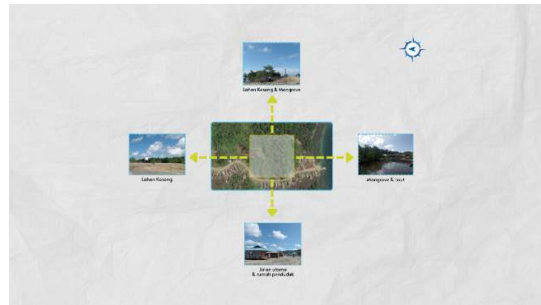 Lahan Kosong & Mangrove
Lahan Kosong
Mangrove & laut
Jalan utama
& rumah penduduk